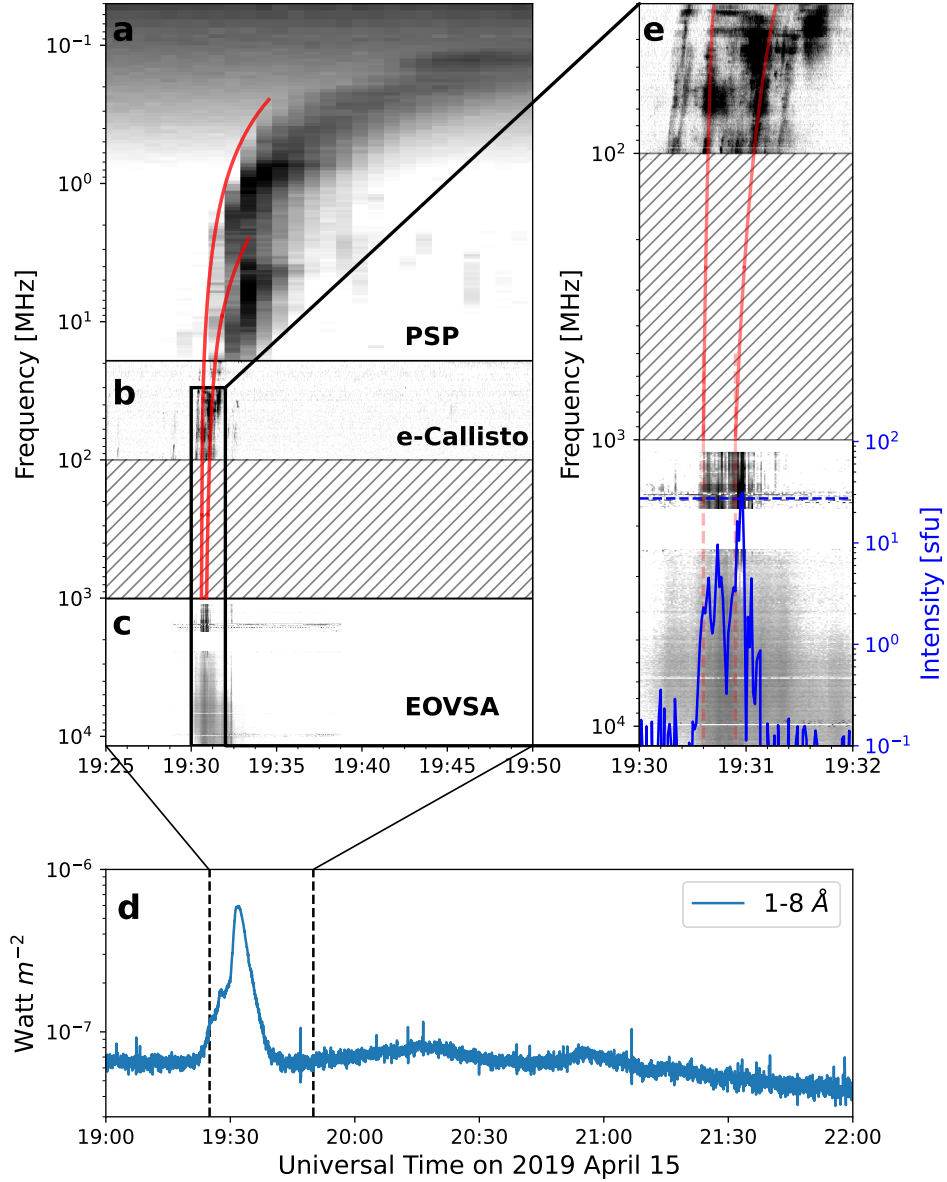 a
e
10⁻¹
10⁰
10¹
10²
10³
10⁴
Frequency [MHz]
Frequency [MHz]
PSP
b
e-Callisto
c
EOVSA
19:25
19:30
19:35
19:40
19:45
19:50
10²
10³
10⁴
10²
10¹
10⁰
10⁻¹
Intensity [sfu]
19:30
19:31
19:32
d
1-8 Å
10⁻⁶
10⁻⁷
Watt m⁻²
19:00
19:30
20:00
20:30
21:00
21:30
22:00
Universal Time on 2019 April 15